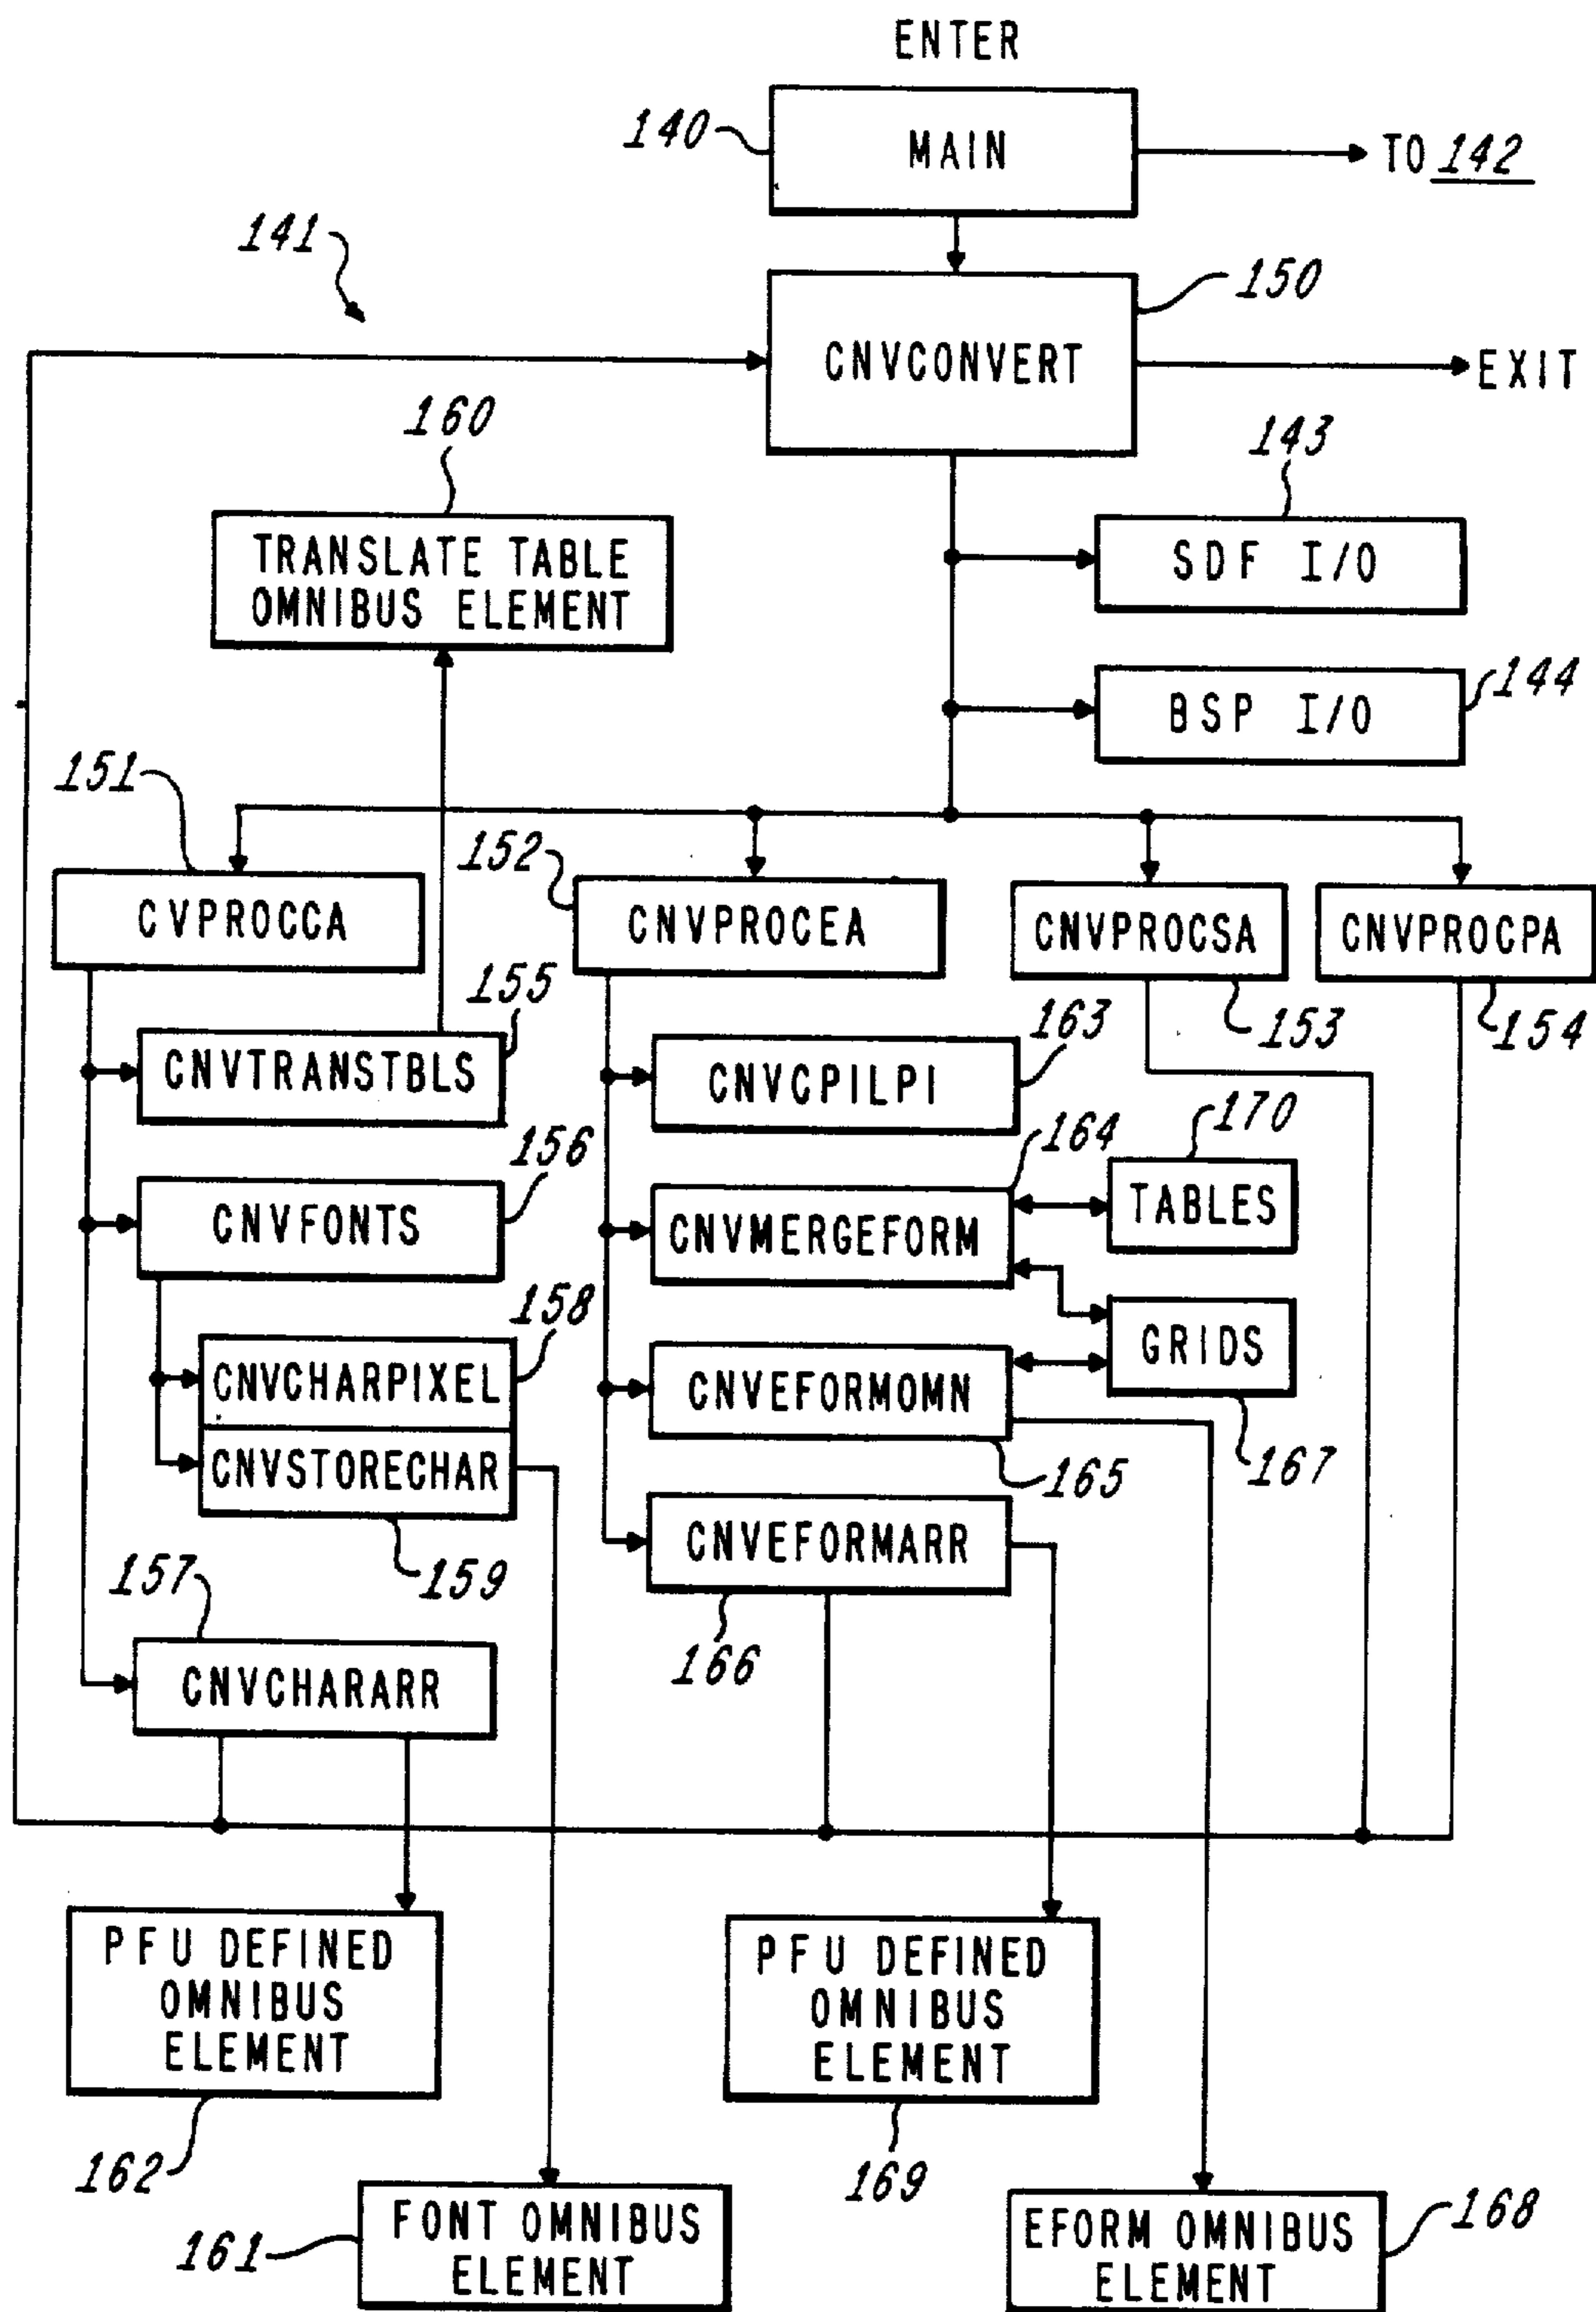 ENTER
140
MAIN
TO 142
141
150
CNVCONVERT
EXIT
160
143
TRANSLATE TABLE
OMNIBUS ELEMENT
SDF I/O
144
BSP I/O
151
152
CVPROCCA
CNVPROCEA
CNVPROCSA
CNVPROCPA
155
163
153
154
CNVTRANSTBLS
CNVCPILPI
170
156
164
TABLES
CNVFONTS
CNVMERGEFORM
158
GRIDS
CNVCHARPIXEL
CNVEFORMOMN
CNVSTORECHAR
165
167
159
CNVEFORMARR
157
166
CNVCHARARR
PFU DEFINED
OMNIBUS
ELEMENT
PFU DEFINED
OMNIBUS
ELEMENT
162
169
161
FONT OMNIBUS
ELEMENT
EFORM OMNIBUS
ELEMENT
168